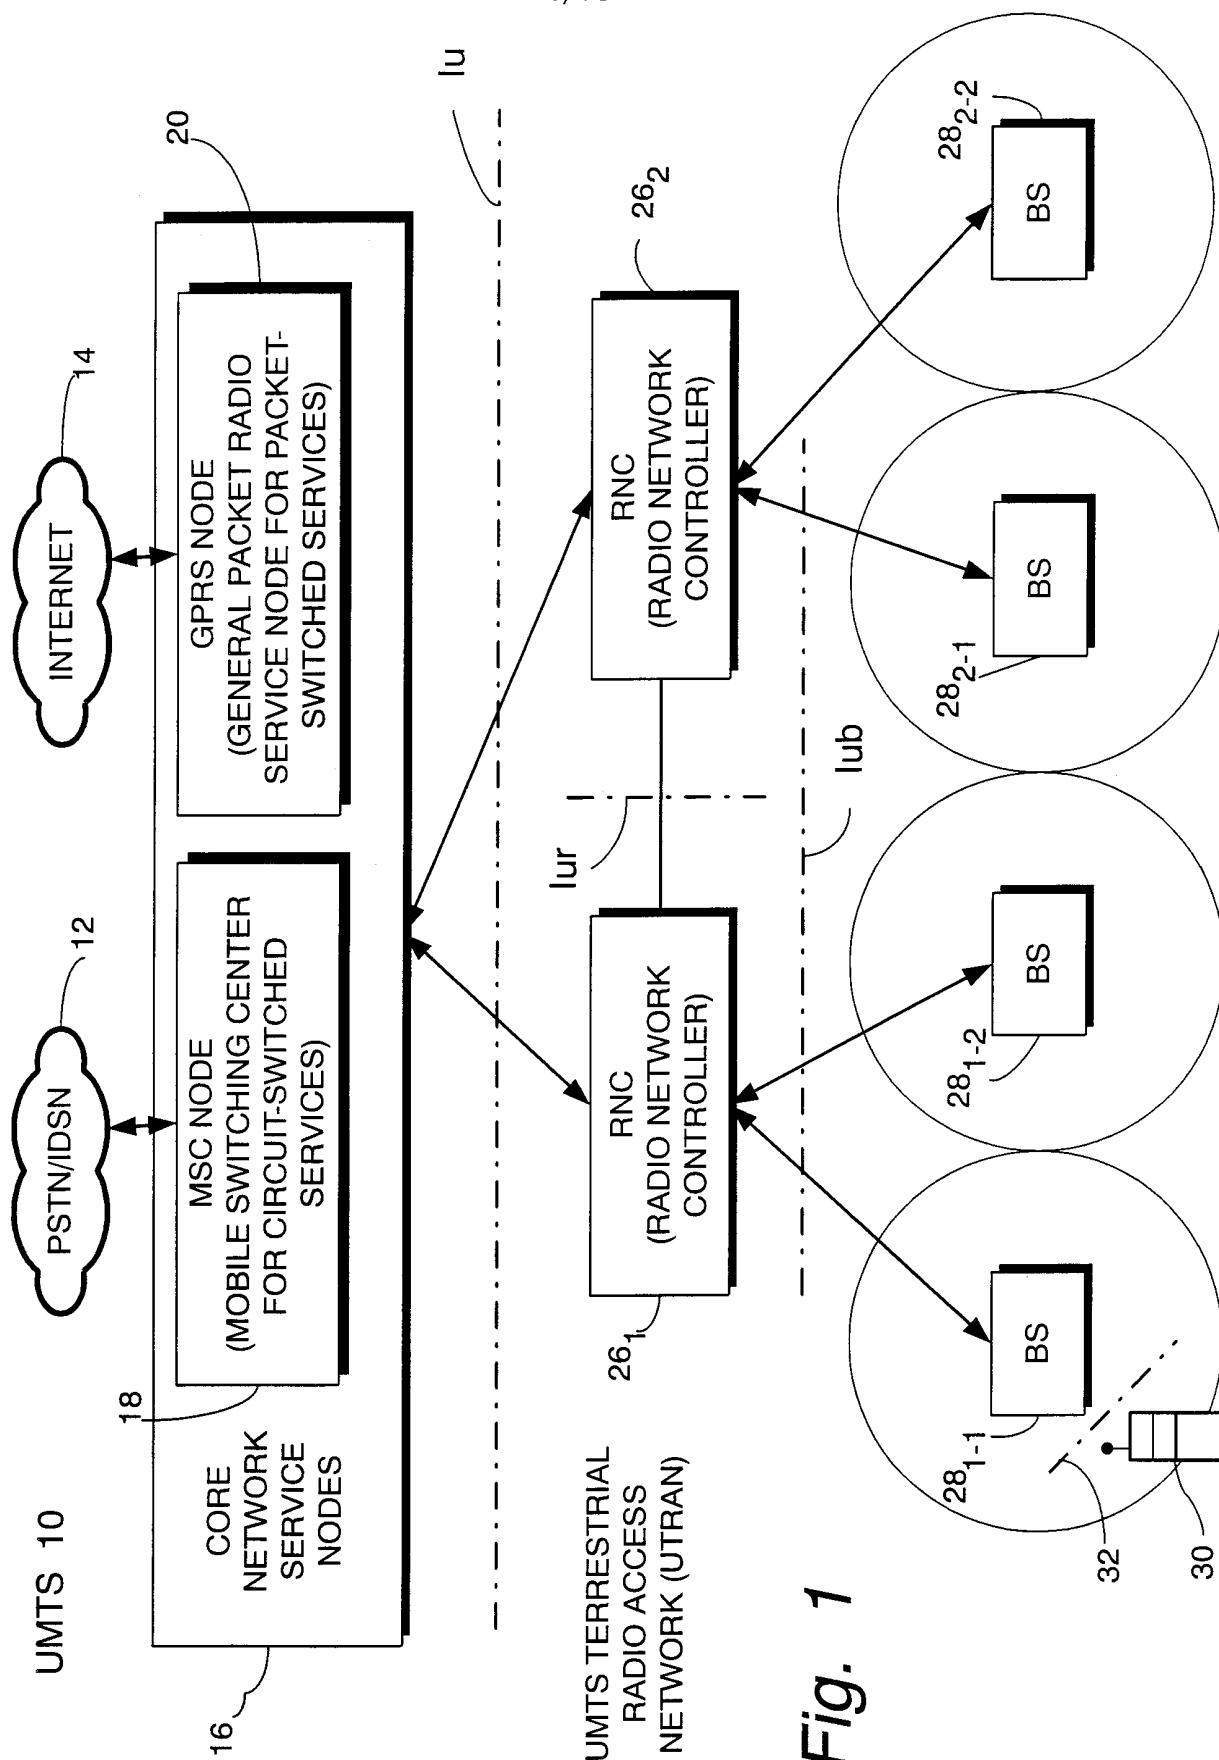 UMTS 10
PSTN/IDSN
12
INTERNET
14
16
CORE
NETWORK
SERVICE
NODES
18
MSC NODE
(MOBILE SWITCHING CENTER
FOR CIRCUIT-SWITCHED
SERVICES)
20
GPRS NODE
(GENERAL PACKET RADIO
SERVICE NODE FOR PACKET-
SWITCHED SERVICES)
Iu
UMTS TERRESTRIAL
RADIO ACCESS
NETWORK (UTRAN)
26₁
RNC
(RADIO NETWORK
CONTROLLER)
Iur
RNC
(RADIO NETWORK
CONTROLLER)
26₂
Iub
28₁₋₁
BS
28₁₋₂
BS
28₂₋₁
BS
28₂₋₂
BS
32
30
Fig. 1